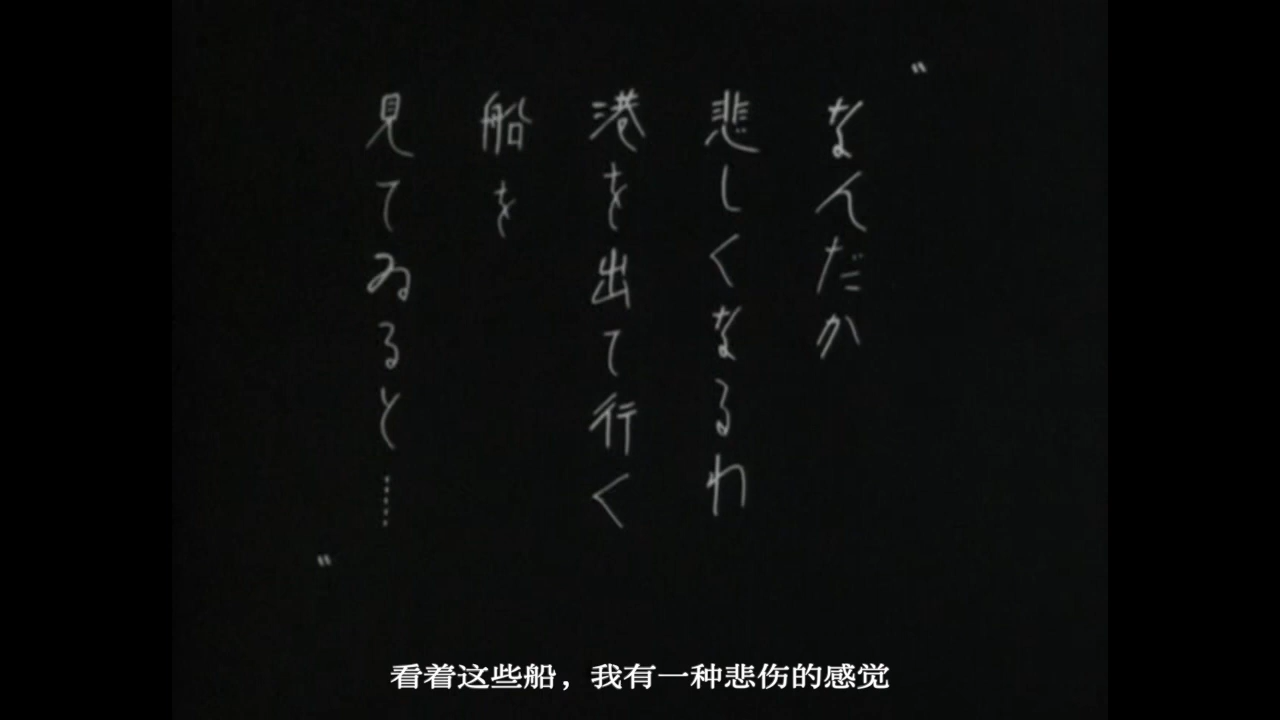 〝
なんだか
悲しくなるわ
港を出て行く
船を
見てゐると……
〟
看着这些船，我有一种悲伤的感觉